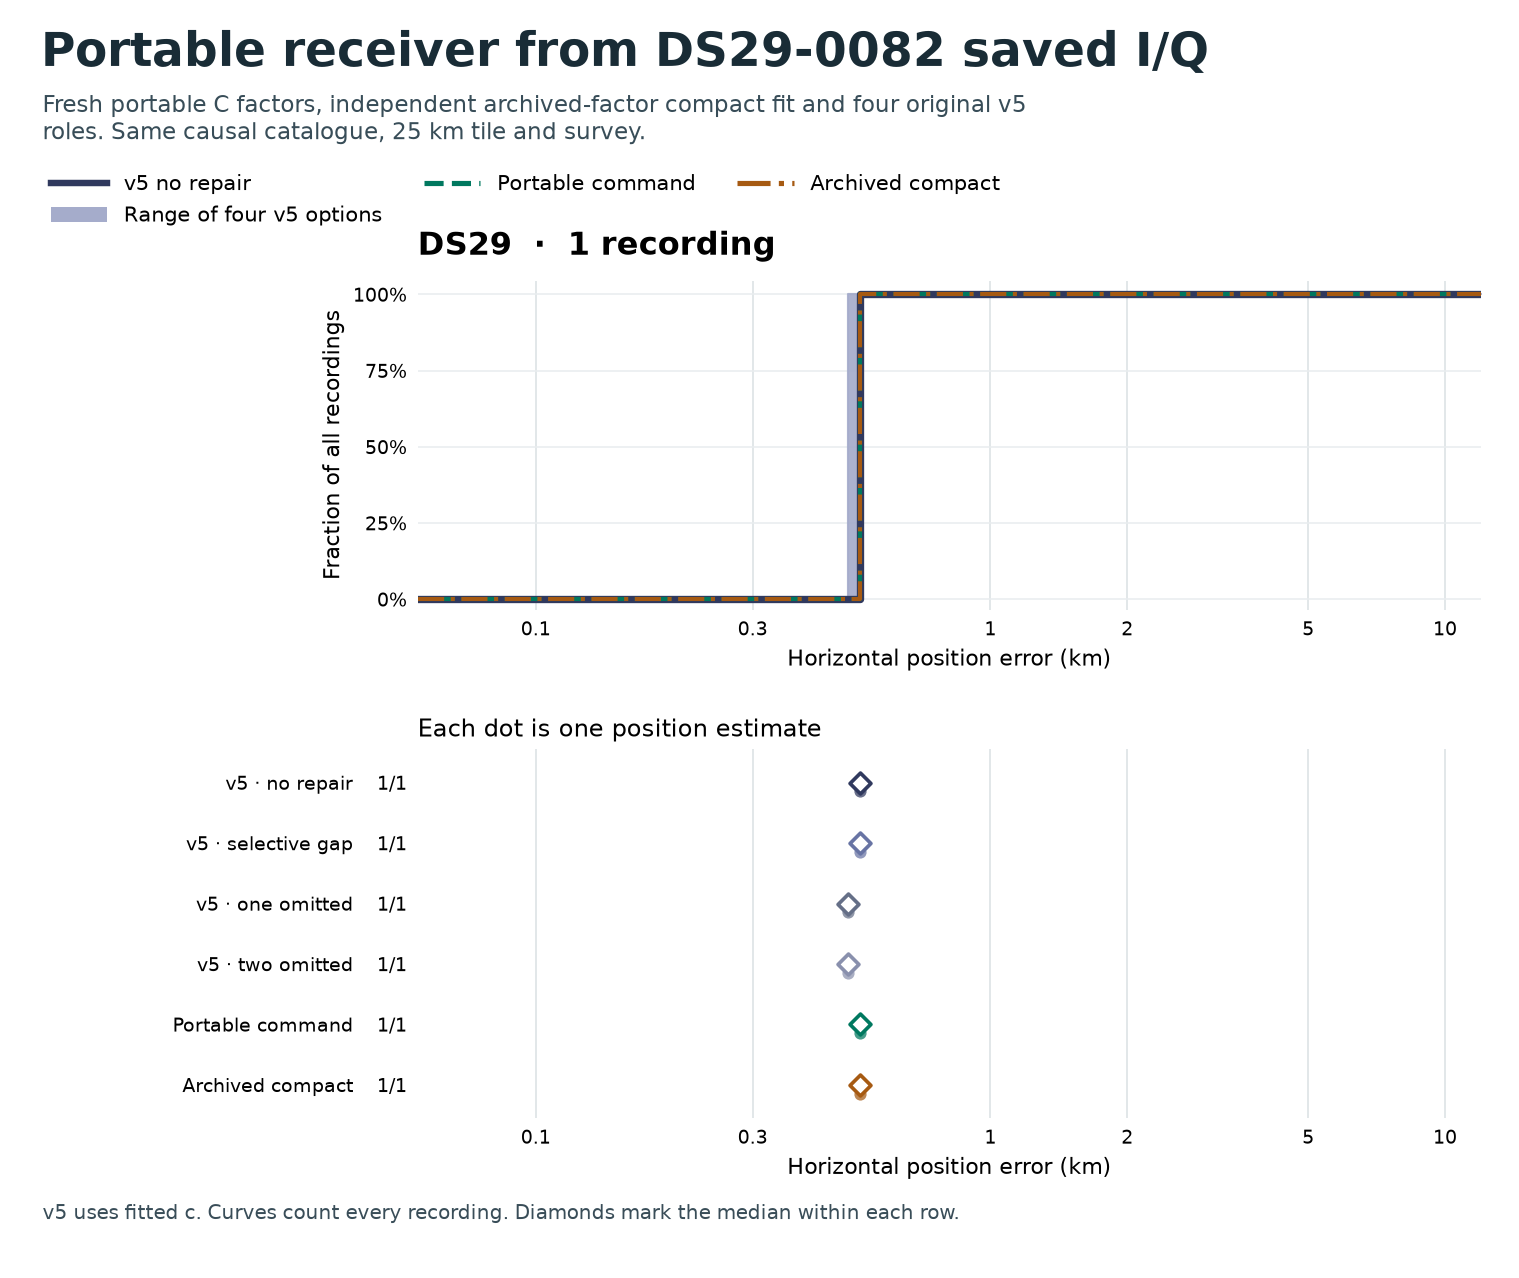 Portable receiver from DS29-0082 saved I/Q
Fresh portable C factors, independent archived-factor compact fit and four original v5
roles. Same causal catalogue, 25 km tile and survey.
v5 no repair
Portable command
Archived compact
Range of four v5 options
DS29 · 1 recording
Fraction of all recordings
100%
75%
50%
25%
0%
0.1 0.3 1 2 5 10
Horizontal position error (km)
Each dot is one position estimate
v5 · no repair 1/1
v5 · selective gap 1/1
v5 · one omitted 1/1
v5 · two omitted 1/1
Portable command 1/1
Archived compact 1/1
0.1 0.3 1 2 5 10
Horizontal position error (km)
v5 uses fitted c. Curves count every recording. Diamonds mark the median within each row.